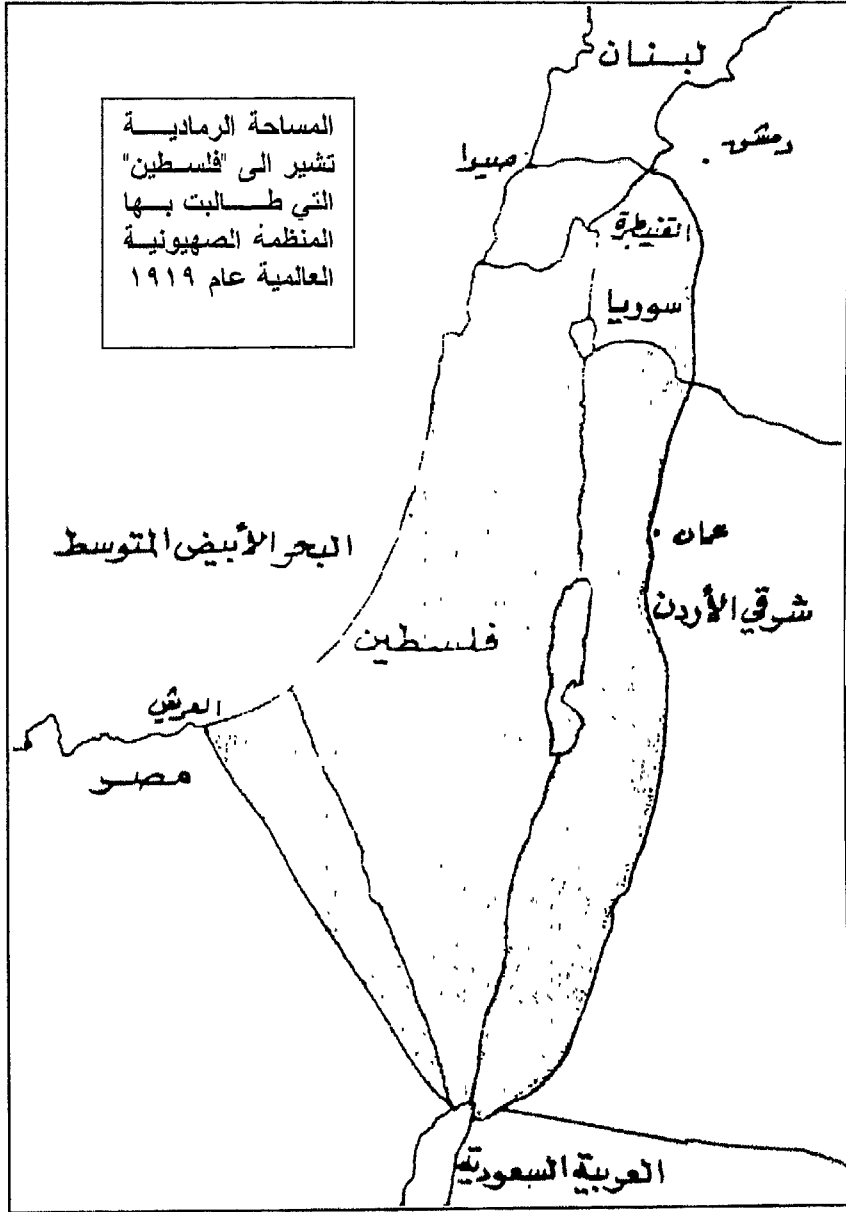 لبنان
المساحة الرمادية
تشير الى "فلسطين"
التي طالبت بها
المنظمة الصهيونية
العالمية عام ١٩١٩
دمشق
صيدا
القنيطرة
سوريا
البحر الأبيض المتوسط
عمان
شرقي الأردن
فلسطين
العريش
مصر
العربية السعودية